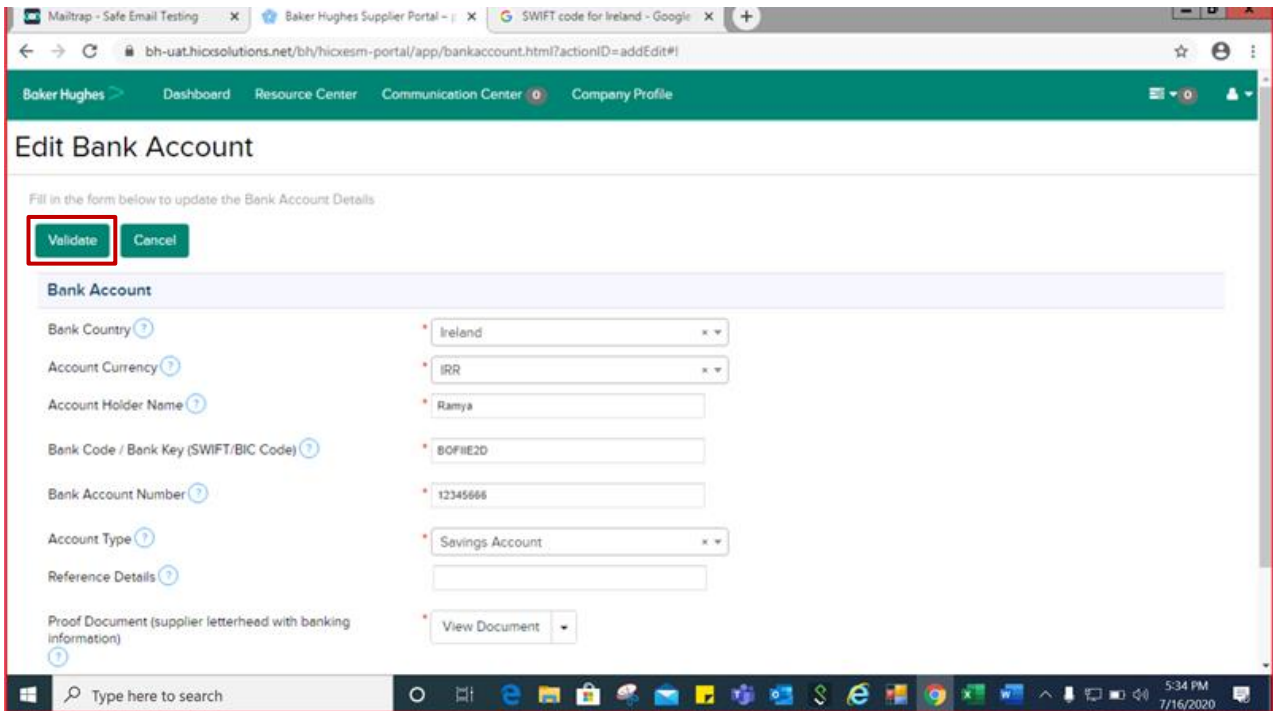 Mailtrap - Safe Email Testing
Baker Hughes Supplier Portal -
SWIFT code for Ireland - Google
bh-uat.hicxsolutions.net/bh/hicxesm-portal/app/bankaccount.html?actionID=addEdit#!
Baker Hughes Dashboard Resource Center Communication Center 0 Company Profile 0
Edit Bank Account
Fill in the form below to update the Bank Account Details
Validate Cancel
Bank Account
Bank Country ? * Ireland
Account Currency ? * IRR
Account Holder Name ? * Ramya
Bank Code / Bank Key (SWIFT/BIC Code) ? * BOFIIE2D
Bank Account Number ? * 12345666
Account Type ? * Savings Account
Reference Details ?
Proof Document (supplier letterhead with banking * View Document
information)
?
Type here to search
5:34 PM
7/16/2020